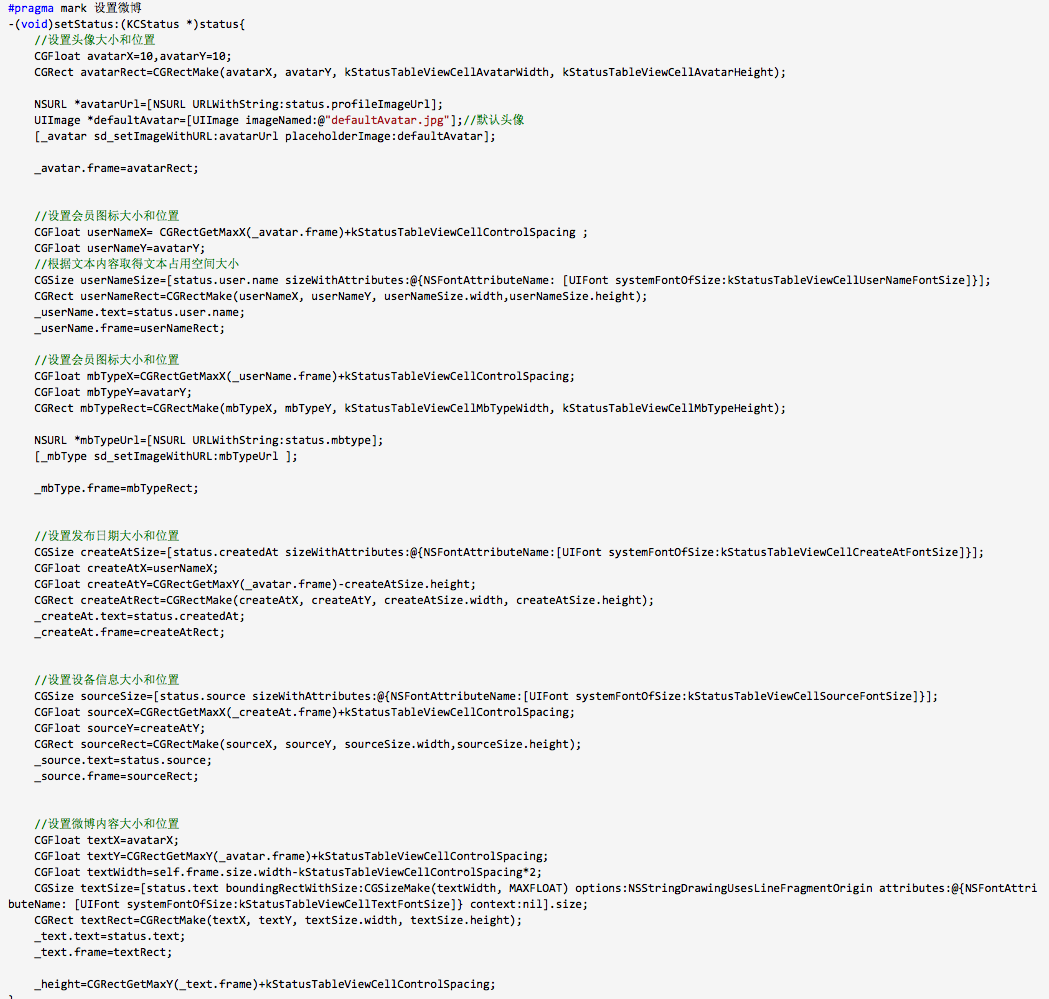 #pragma mark 设置微博
-(void)setStatus:(KCStatus *)status{
    //设置头像大小和位置
    CGFloat avatarX=10,avatarY=10;
    CGRect avatarRect=CGRectMake(avatarX, avatarY, kStatusTableViewCellAvatarWidth, kStatusTableViewCellAvatarHeight);
    NSURL *avatarUrl=[NSURL URLWithString:status.profileImageUrl];
    UIImage *defaultAvatar=[UIImage imageNamed:@"defaultAvatar.jpg"];//默认头像
    [_avatar sd_setImageWithURL:avatarUrl placeholderImage:defaultAvatar];
    _avatar.frame=avatarRect;
    //设置会员图标大小和位置
    CGFloat userNameX= CGRectGetMaxX(_avatar.frame)+kStatusTableViewCellControlSpacing ;
    CGFloat userNameY=avatarY;
    //根据文本内容取得文本占用空间大小
    CGSize userNameSize=[status.user.name sizeWithAttributes:@{NSFontAttributeName: [UIFont systemFontOfSize:kStatusTableViewCellUserNameFontSize]}];
    CGRect userNameRect=CGRectMake(userNameX, userNameY, userNameSize.width,userNameSize.height);
    _userName.text=status.user.name;
    _userName.frame=userNameRect;
    //设置会员图标大小和位置
    CGFloat mbTypeX=CGRectGetMaxX(_userName.frame)+kStatusTableViewCellControlSpacing;
    CGFloat mbTypeY=avatarY;
    CGRect mbTypeRect=CGRectMake(mbTypeX, mbTypeY, kStatusTableViewCellMbTypeWidth, kStatusTableViewCellMbTypeHeight);
    NSURL *mbTypeUrl=[NSURL URLWithString:status.mbtype];
    [_mbType sd_setImageWithURL:mbTypeUrl ];
    _mbType.frame=mbTypeRect;
    //设置发布日期大小和位置
    CGSize createAtSize=[status.createdAt sizeWithAttributes:@{NSFontAttributeName:[UIFont systemFontOfSize:kStatusTableViewCellCreateAtFontSize]}];
    CGFloat createAtX=userNameX;
    CGFloat createAtY=CGRectGetMaxY(_avatar.frame)-createAtSize.height;
    CGRect createAtRect=CGRectMake(createAtX, createAtY, createAtSize.width, createAtSize.height);
    _createAt.text=status.createdAt;
    _createAt.frame=createAtRect;
    //设置设备信息大小和位置
    CGSize sourceSize=[status.source sizeWithAttributes:@{NSFontAttributeName:[UIFont systemFontOfSize:kStatusTableViewCellSourceFontSize]}];
    CGFloat sourceX=CGRectGetMaxX(_createAt.frame)+kStatusTableViewCellControlSpacing;
    CGFloat sourceY=createAtY;
    CGRect sourceRect=CGRectMake(sourceX, sourceY, sourceSize.width,sourceSize.height);
    _source.text=status.source;
    _source.frame=sourceRect;
    //设置微博内容大小和位置
    CGFloat textX=avatarX;
    CGFloat textY=CGRectGetMaxY(_avatar.frame)+kStatusTableViewCellControlSpacing;
    CGFloat textWidth=self.frame.size.width-kStatusTableViewCellControlSpacing*2;
    CGSize textSize=[status.text boundingRectWithSize:CGSizeMake(textWidth, MAXFLOAT) options:NSStringDrawingUsesLineFragmentOrigin attributes:@{NSFontAttri
buteName: [UIFont systemFontOfSize:kStatusTableViewCellTextFontSize]} context:nil].size;
    CGRect textRect=CGRectMake(textX, textY, textSize.width, textSize.height);
    _text.text=status.text;
    _text.frame=textRect;
    _height=CGRectGetMaxY(_text.frame)+kStatusTableViewCellControlSpacing;
}